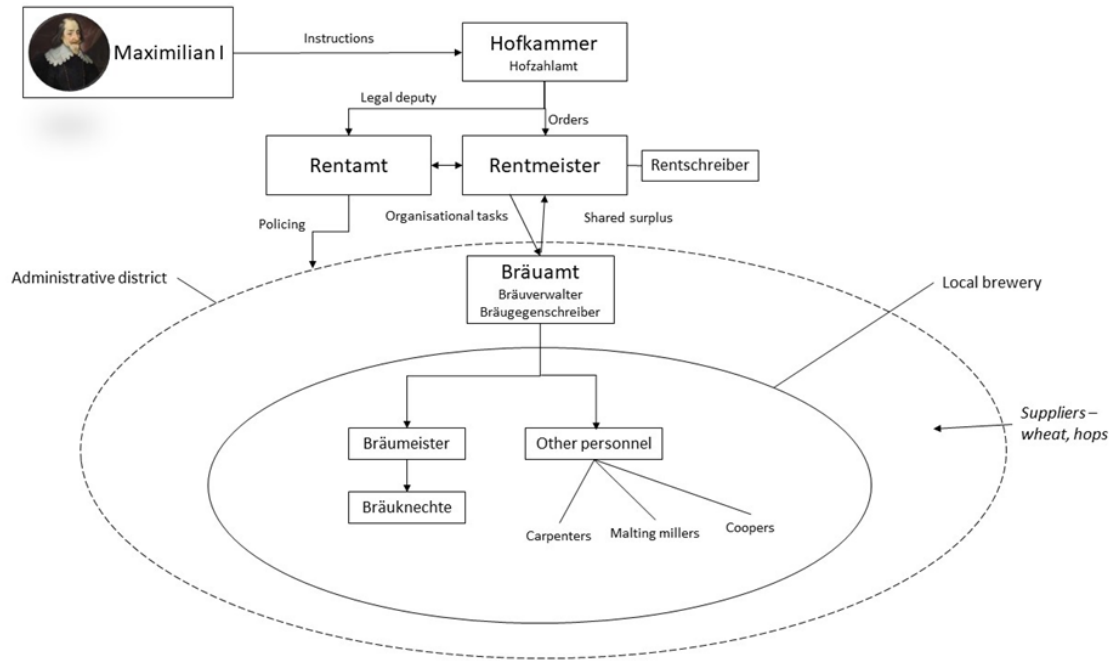 Maximilian I
Instructions
Hofkammer
Hofzahlamt
Legal deputy
Orders
Rentamt
Rentmeister
Rentschreiber
Policing
Organisational tasks
Shared surplus
Administrative district
Bräuamt
Bräuverwalter
Bräugegenschreiber
Local brewery
Suppliers –
wheat, hops
Bräumeister
Other personnel
Bräuknechte
Carpenters
Malting millers
Coopers